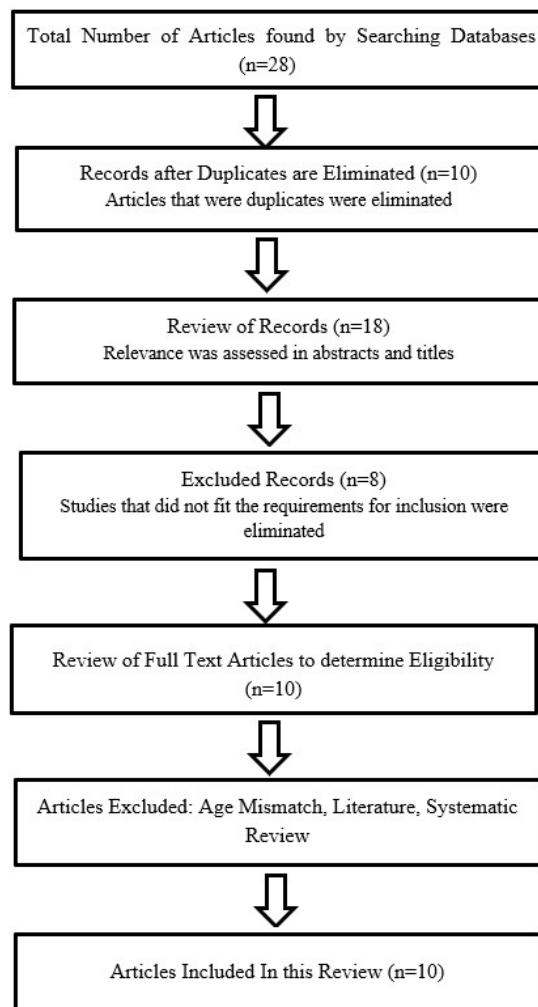 Total Number of Articles found by Searching Databases
(n=28)
Records after Duplicates are Eliminated (n=10)
Articles that were duplicates were eliminated
Review of Records (n=18)
Relevance was assessed in abstracts and titles
Excluded Records (n=8)
Studies that did not fit the requirements for inclusion were
eliminated
Review of Full Text Articles to determine Eligibility
(n=10)
Articles Excluded: Age Mismatch, Literature, Systematic
Review
Articles Included In this Review (n=10)